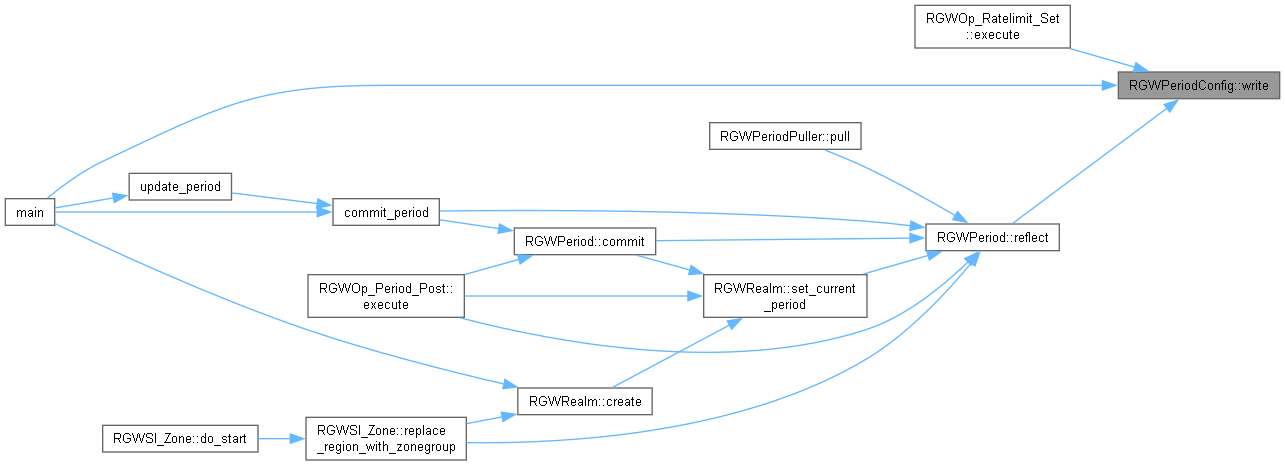 RGWOp_Ratelimit_Set
::execute
RGWPeriodConfig::write
RGWPeriodPuller::pull
update_period
main
commit_period
RGWPeriod::reflect
RGWPeriod::commit
RGWOp_Period_Post::
execute
RGWRealm::set_current
_period
RGWRealm::create
RGWSI_Zone::do_start
RGWSI_Zone::replace
_region_with_zonegroup